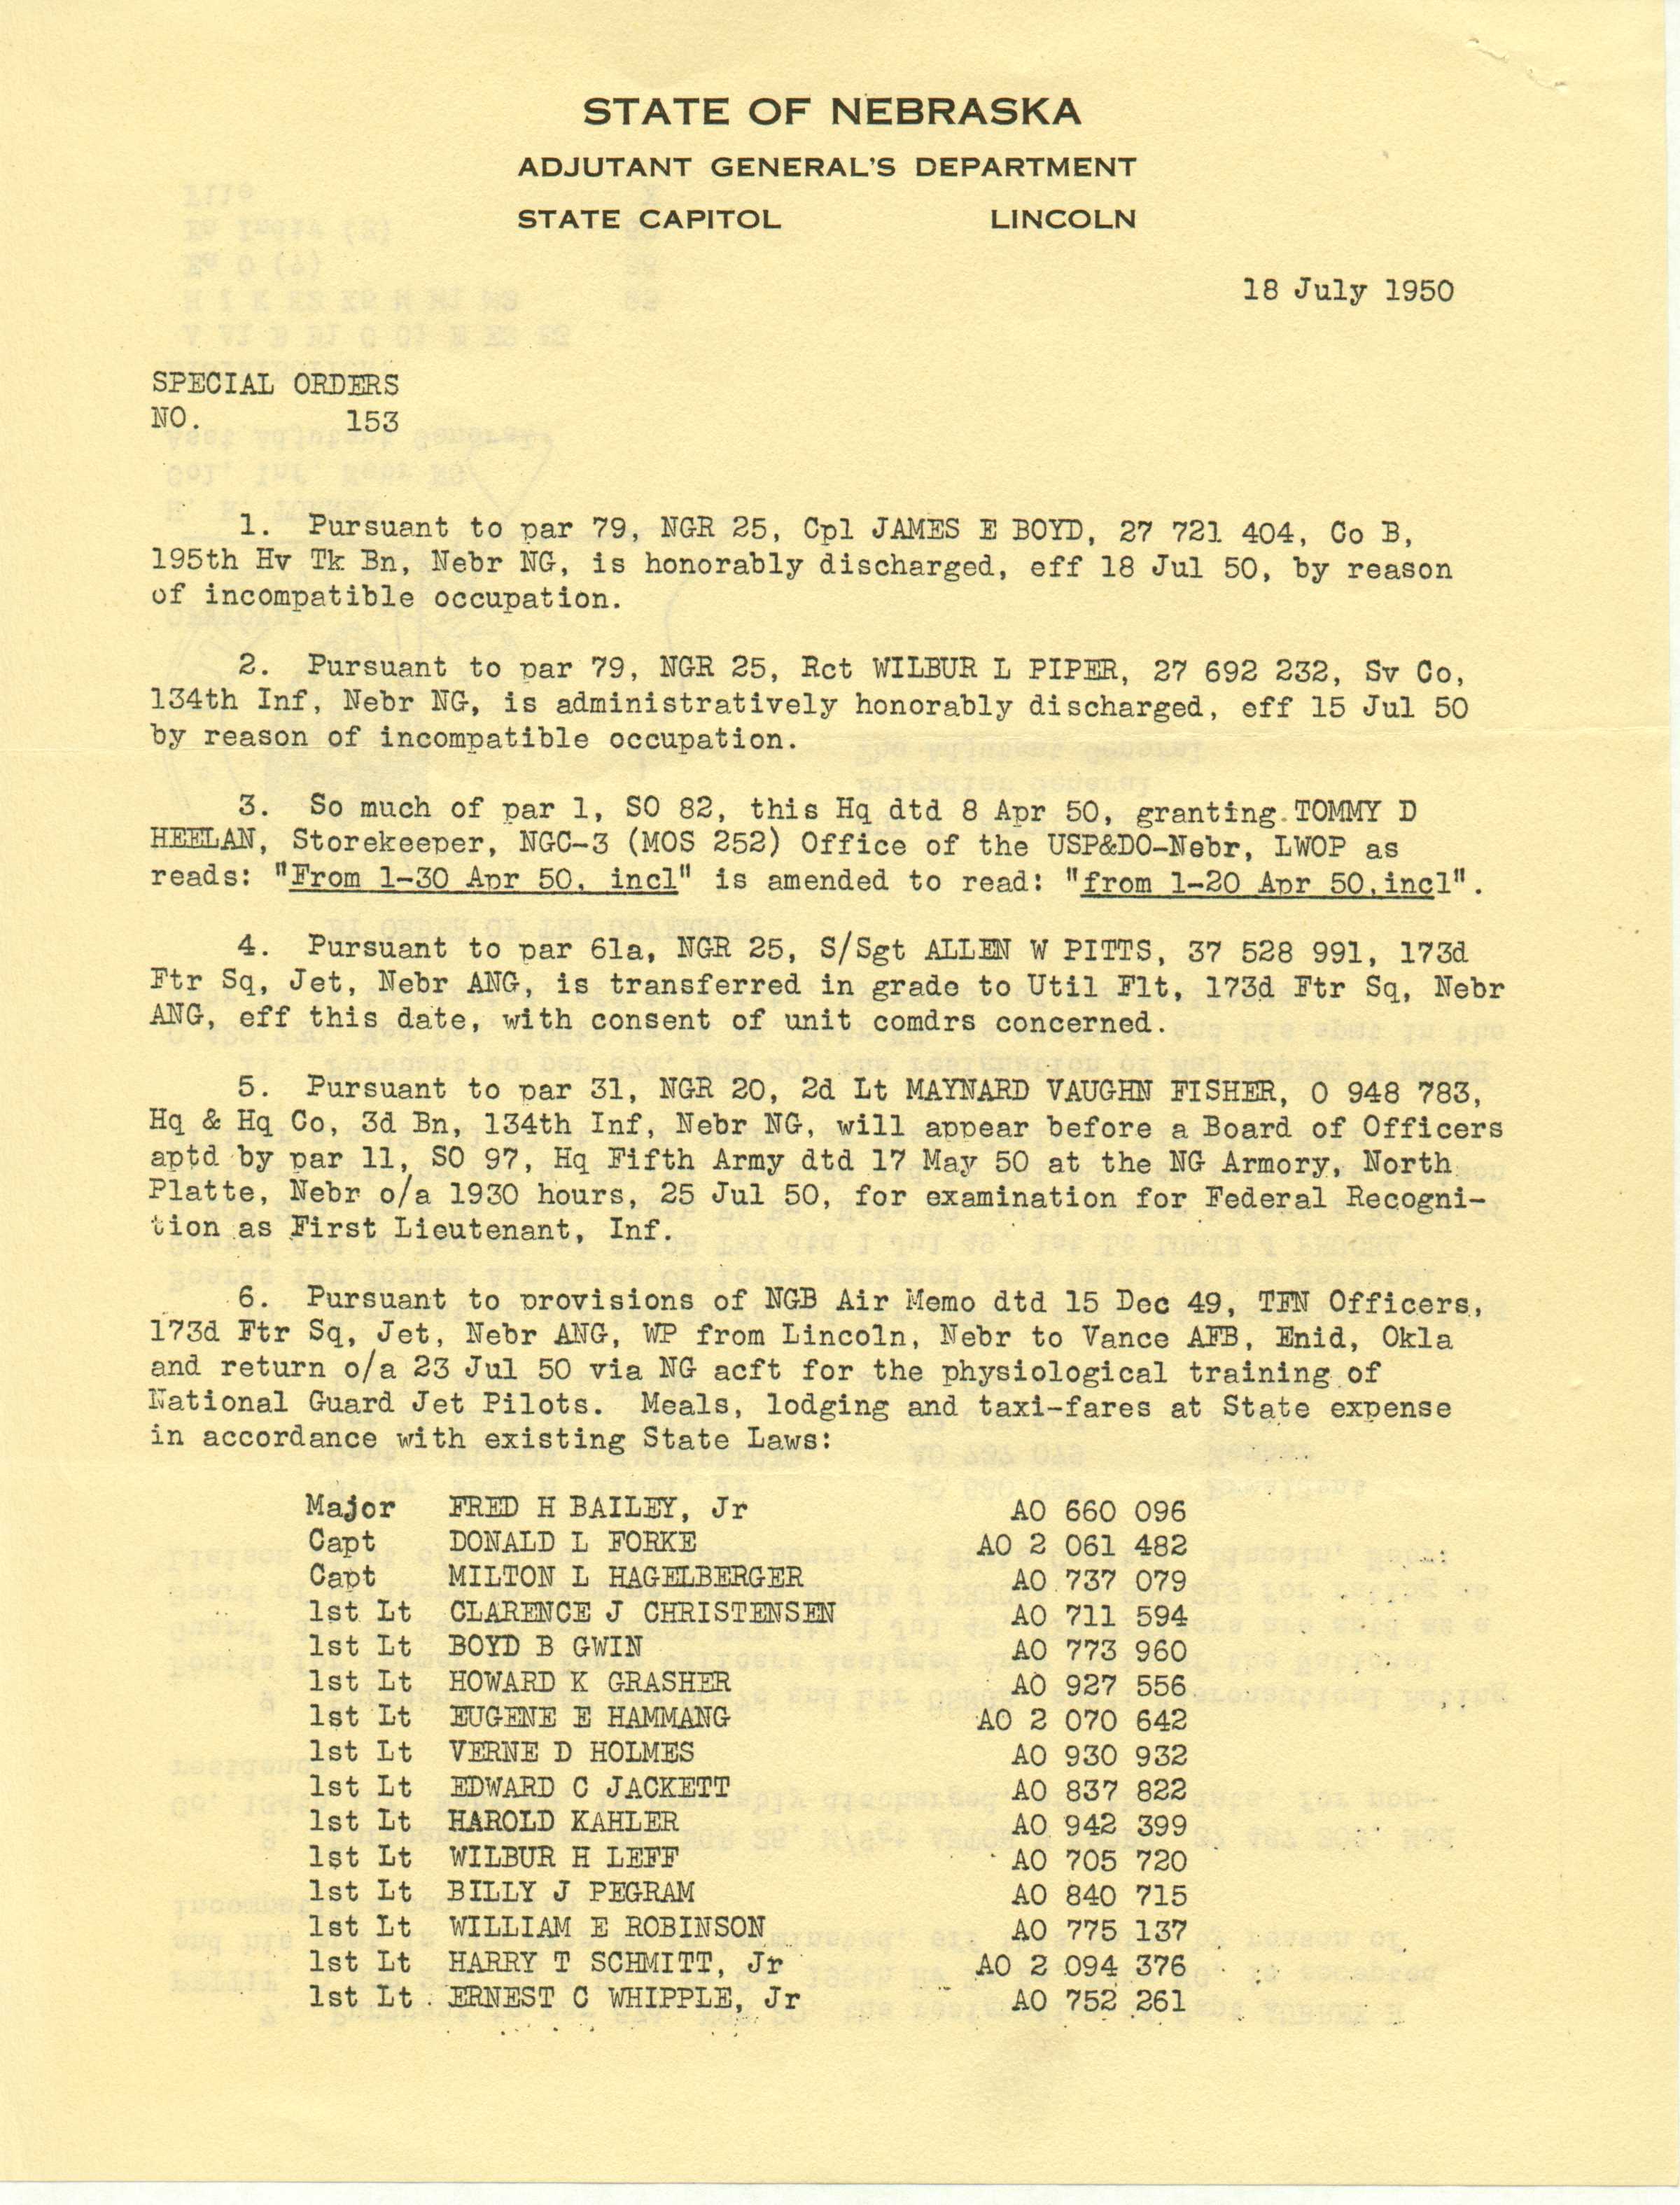 STATE OF NEBRASKA
ADJUTANT GENERAL'S DEPARTMENT
STATE CAPITOL LINCOLN
18 July 1950
SPECIAL ORDERS
NO. 153
1. Pursuant to par 79, NGR 25, Cpl JAMES E BOYD, 27 721 404, Co B,
195th Hv Tk Bn, Nebr NG, is honorably discharged, eff 18 Jul 50, by reason
of incompatible occupation.
2. Pursuant to par 79, NGR 25, Rct WILBUR L PIPER, 27 692 232, Sv Co,
134th Inf, Nebr NG, is administratively honorably discharged, eff 15 Jul 50
by reason of incompatible occupation.
3. So much of par 1, SO 82, this Hq dtd 8 Apr 50, granting TOMMY D
HEELAN, Storekeeper, NGC-3 (MOS 252) Office of the USP&DO-Nebr, LWOP as
reads: "From 1-30 Apr 50, incl" is amended to read: "from 1-20 Apr 50,incl".
4. Pursuant to par 61a, NGR 25, S/Sgt ALLEN W PITTS, 37 528 991, 173d
Ftr Sq, Jet, Nebr ANG, is transferred in grade to Util Flt, 173d Ftr Sq, Nebr
ANG, eff this date, with consent of unit comdrs concerned.
5. Pursuant to par 31, NGR 20, 2d Lt MAYNARD VAUGHN FISHER, O 948 783,
Hq & Hq Co, 3d Bn, 134th Inf, Nebr NG, will appear before a Board of Officers
aptd by par 11, SO 97, Hq Fifth Army dtd 17 May 50 at the NG Armory, North
Platte, Nebr o/a 1930 hours, 25 Jul 50, for examination for Federal Recogni-
tion as First Lieutenant, Inf.
6. Pursuant to provisions of NGB Air Memo dtd 15 Dec 49, TFN Officers,
173d Ftr Sq, Jet, Nebr ANG, WP from Lincoln, Nebr to Vance AFB, Enid, Okla
and return o/a 23 Jul 50 via NG acft for the physiological training of
National Guard Jet Pilots. Meals, lodging and taxi-fares at State expense
in accordance with existing State Laws:
Major FRED H BAILEY, Jr AO 660 096
Capt DONALD L FORKE AO 2 061 482
Capt MILTON L HAGELBERGER AO 737 079
1st Lt CLARENCE J CHRISTENSEN AO 711 594
1st Lt BOYD B GWIN AO 773 960
1st Lt HOWARD K GRASHER AO 927 556
1st Lt EUGENE E HAMMANG AO 2 070 642
1st Lt VERNE D HOLMES AO 930 932
1st Lt EDWARD C JACKETT AO 837 822
1st Lt HAROLD KAHLER AO 942 399
1st Lt WILBUR H LEFF AO 705 720
1st Lt BILLY J PEGRAM AO 840 715
1st Lt WILLIAM E ROBINSON AO 775 137
1st Lt HARRY T SCHMITT, Jr AO 2 094 376
1st Lt ERNEST C WHIPPLE, Jr AO 752 261